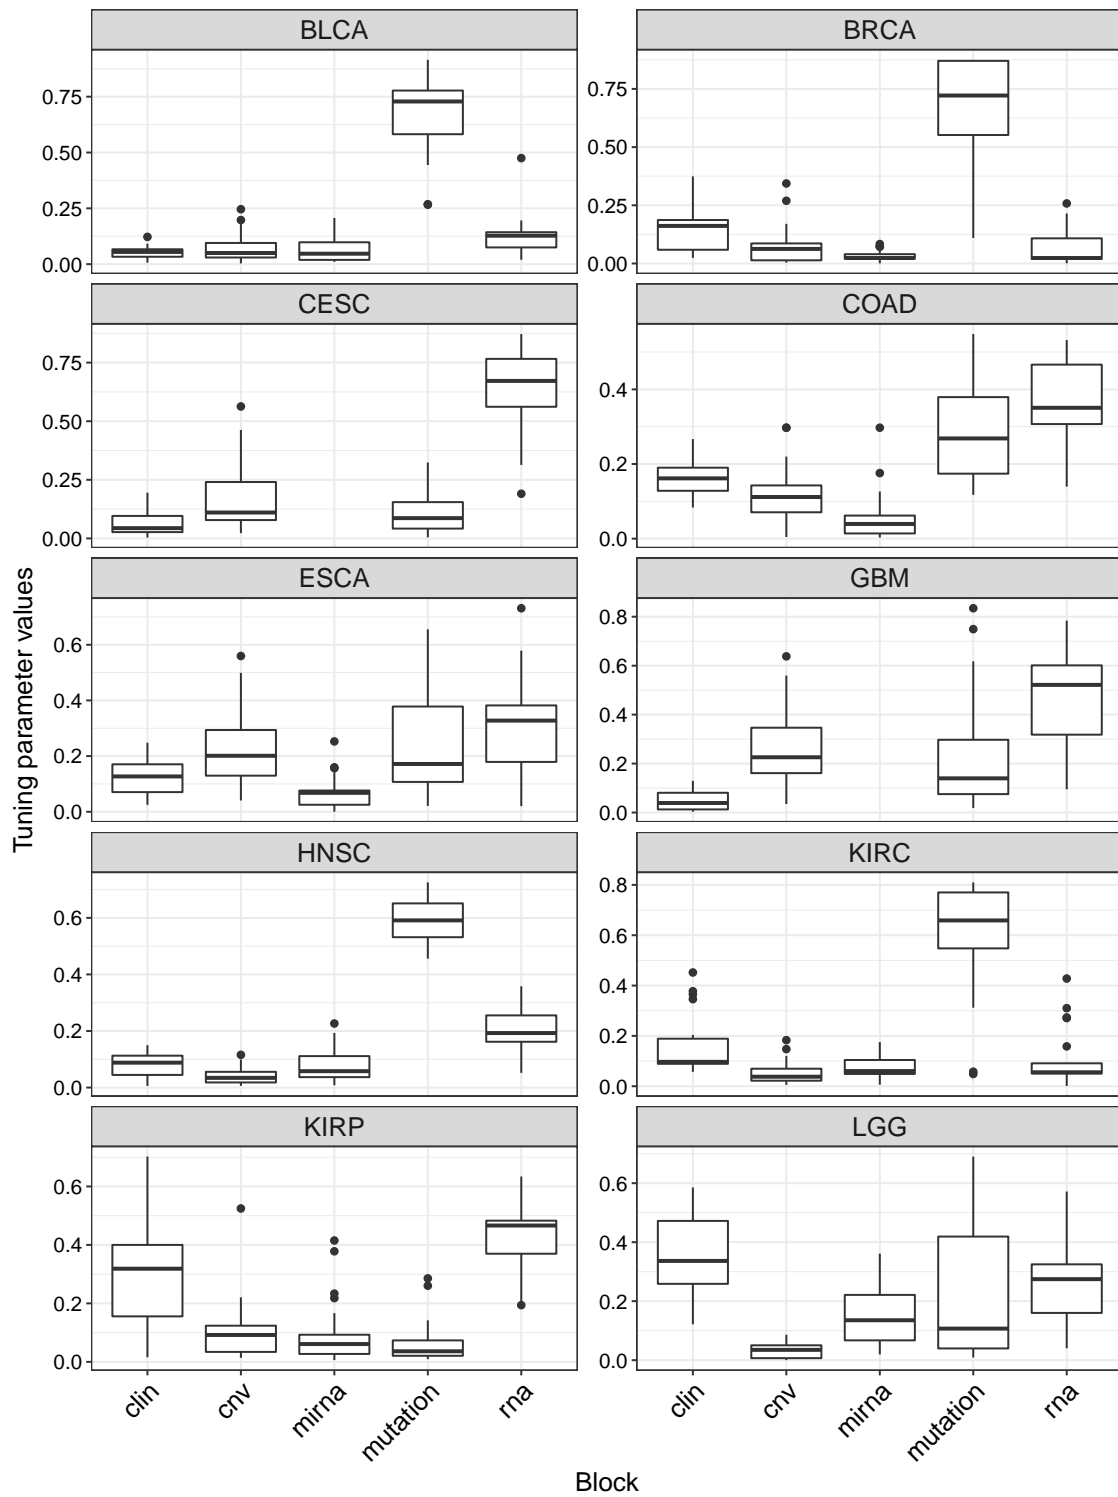 BLCA
BRCA
0.75
0.50
0.25
0.00
0.75
0.50
0.25
0.00
CESC
COAD
0.75
0.50
0.25
0.00
0.4
0.2
0.0
ESCA
GBM
0.6
0.4
0.2
0.0
0.8
0.6
0.4
0.2
0.0
Tuning parameter values
HNSC
KIRC
0.6
0.4
0.2
0.0
0.8
0.6
0.4
0.2
0.0
KIRP
LGG
0.6
0.4
0.2
0.0
0.6
0.4
0.2
0.0
clin
cnv
mirna
mutation
rna
clin
cnv
mirna
mutation
rna
Block